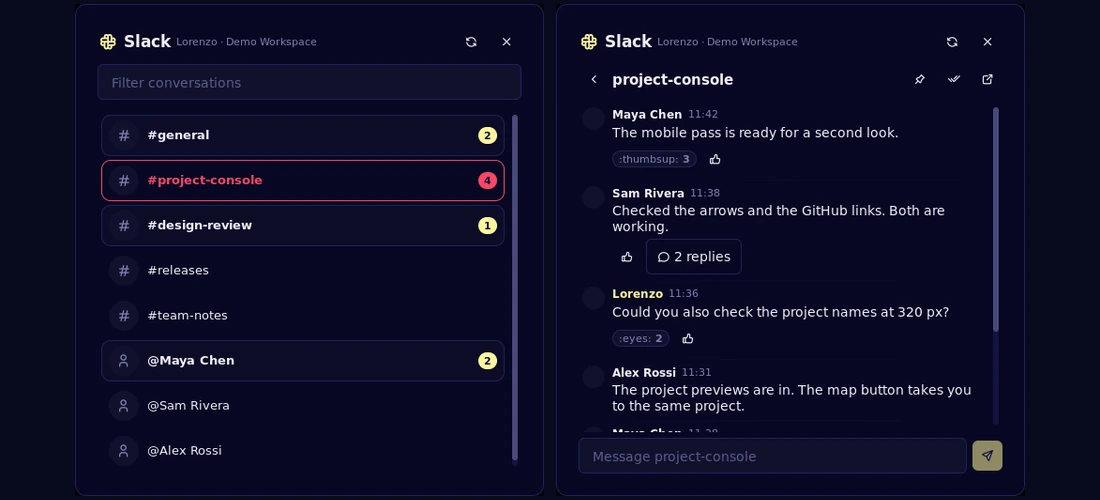 Slack Lorenzo · Demo Workspace
Filter conversations
# #general 2
# #project-console 4
# #design-review 1
# #releases
# #team-notes
@Maya Chen 2
@Sam Rivera
@Alex Rossi
Slack Lorenzo · Demo Workspace
project-console
Maya Chen 11:42
The mobile pass is ready for a second look.
:thumbsup: 3
Sam Rivera 11:38
Checked the arrows and the GitHub links. Both are
working.
2 replies
Lorenzo 11:36
Could you also check the project names at 320 px?
:eyes: 2
Alex Rossi 11:31
The project previews are in. The map button takes you
to the same project.
Maya Chen
Message project-console